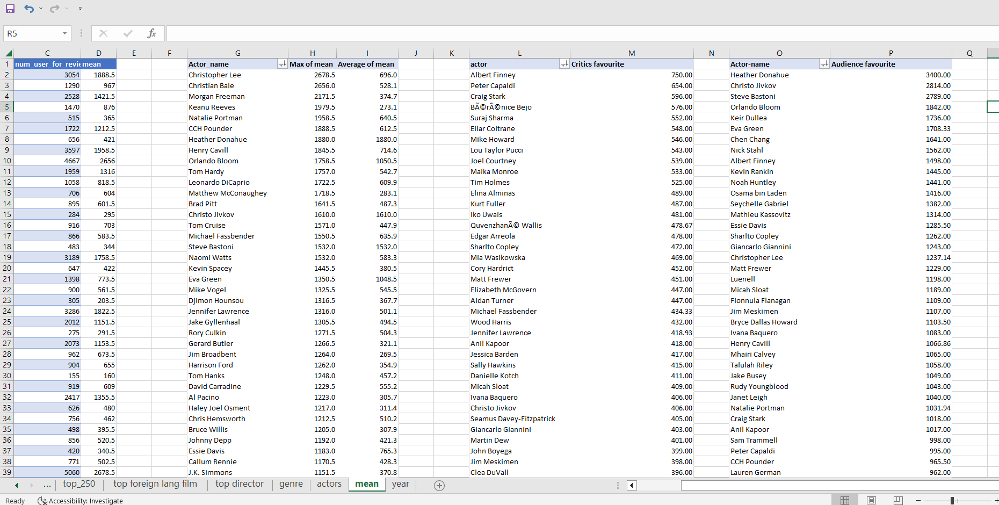 R5
fx
C D E F G H I J K L M N O P Q
1 num_user_for_revie mean Actor_name Max of mean Average of mean actor Critics favourite Actor-name Audience favourite
2 3054 1888.5 Christopher Lee 2678.5 696.0 Albert Finney 750.00 Heather Donahue 3400.00
3 1290 967 Christian Bale 2656.0 528.1 Peter Capaldi 654.00 Christo Jivkov 2814.00
4 2528 1421.5 Morgan Freeman 2171.5 374.7 Craig Stark 596.00 Steve Bastoni 2789.00
5 1470 876 Keanu Reeves 1979.5 273.1 BÃ©rÃ©nice Bejo 576.00 Orlando Bloom 1842.00
6 515 365 Natalie Portman 1958.5 640.5 Suraj Sharma 552.00 Keir Dullea 1736.00
7 1722 1212.5 CCH Pounder 1888.5 612.5 Ellar Coltrane 548.00 Eva Green 1708.33
8 656 421 Heather Donahue 1880.0 1880.0 Mike Howard 546.00 Chen Chang 1641.00
9 3597 1958.5 Henry Cavill 1845.5 714.6 Lou Taylor Pucci 543.00 Nick Stahl 1562.00
10 4667 2656 Orlando Bloom 1758.5 1050.5 Joel Courtney 539.00 Albert Finney 1498.00
11 1959 1316 Tom Hardy 1757.0 542.7 Maika Monroe 533.00 Kevin Rankin 1445.00
12 1058 818.5 Leonardo DiCaprio 1722.5 609.9 Tim Holmes 525.00 Noah Huntley 1441.00
13 706 604 Matthew McConaughey 1718.5 283.1 Elina Alminas 489.00 Osama bin Laden 1416.00
14 895 601.5 Brad Pitt 1641.5 487.3 Kurt Fuller 487.00 Seychelle Gabriel 1382.00
15 284 295 Christo Jivkov 1610.0 1610.0 Iko Uwais 481.00 Mathieu Kassovitz 1314.00
16 916 703 Tom Cruise 1571.0 447.9 QuvenzhanÃ© Wallis 478.67 Essie Davis 1285.50
17 866 583.5 Michael Fassbender 1550.5 635.9 Edgar Arreola 478.00 Sharlto Copley 1262.00
18 483 344 Steve Bastoni 1532.0 1532.0 Sharlto Copley 472.00 Giancarlo Giannini 1243.00
19 3189 1758.5 Naomi Watts 1532.0 583.3 Mia Wasikowska 469.00 Christopher Lee 1237.14
20 647 422 Kevin Spacey 1445.5 380.5 Cory Hardrict 452.00 Matt Frewer 1229.00
21 1398 773.5 Eva Green 1350.5 1048.5 Matt Frewer 451.00 Luenell 1198.00
22 900 561.5 Mike Vogel 1325.5 545.5 Elizabeth McGovern 447.00 Micah Sloat 1189.00
23 305 203.5 Djimon Hounsou 1316.5 367.7 Aidan Turner 447.00 Fionnula Flanagan 1109.00
24 3286 1822.5 Jennifer Lawrence 1316.0 501.1 Michael Fassbender 434.33 Jim Meskimen 1107.00
25 2012 1151.5 Jake Gyllenhaal 1305.5 494.5 Wood Harris 432.00 Bryce Dallas Howard 1103.50
26 275 291.5 Rory Culkin 1271.5 504.3 Jennifer Lawrence 418.93 Ivana Baquero 1083.00
27 2073 1153.5 Gerard Butler 1266.5 321.1 Anil Kapoor 418.00 Henry Cavill 1066.86
28 962 673.5 Jim Broadbent 1264.0 269.5 Jessica Barden 417.00 Mhairi Calvey 1065.00
29 904 655 Harrison Ford 1262.0 354.9 Sally Hawkins 415.00 Talulah Riley 1058.00
30 155 160 Tom Hanks 1248.0 457.2 Danielle Kotch 411.00 Jake Busey 1049.00
31 919 609 David Carradine 1229.5 555.2 Micah Sloat 409.00 Rudy Youngblood 1043.00
32 2417 1355.5 Al Pacino 1223.0 305.7 Ivana Baquero 406.00 Janet Leigh 1040.00
33 626 480 Haley Joel Osment 1217.0 311.4 Christo Jivkov 406.00 Natalie Portman 1031.94
34 756 462 Chris Hemsworth 1212.5 510.2 Seamus Davey-Fitzpatrick 405.00 Craig Stark 1018.00
35 498 395.5 Bruce Willis 1205.0 307.9 Giancarlo Giannini 403.00 Anil Kapoor 1017.00
36 856 520.5 Johnny Depp 1192.0 421.3 Martin Dew 401.00 Sam Trammell 998.00
37 420 340.5 Essie Davis 1183.0 765.3 John Boyega 399.00 Peter Capaldi 995.00
38 771 502.5 Callum Rennie 1170.5 428.3 Jim Meskimen 398.00 CCH Pounder 965.50
39 5060 2678.5 J.K. Simmons 1151.5 370.8 Clea DuVall 396.00 Lauren German 962.00
... top_250 top foreign lang film top director genre actors mean year
Ready Accessibility: Investigate